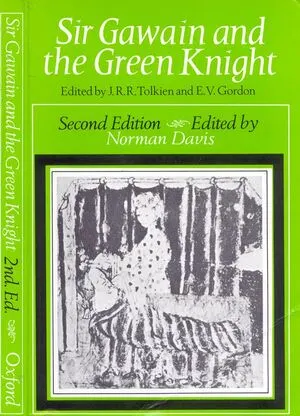 Sir Gawain and the Green Knight 2nd. Ed. Oxford
Sir Gawain and
the Green Knight
Edited by J.R.R. Tolkien and E.V. Gordon
Second Edition Edited by
Norman Davis